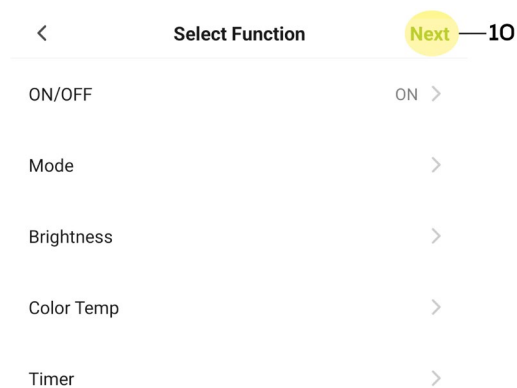 Select Function Next 10
ON/OFF ON
Mode
Brightness
Color Temp
Timer